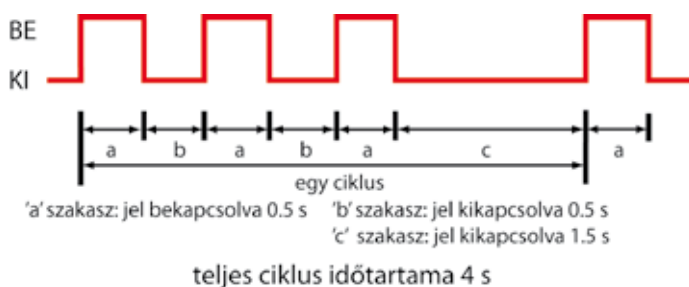 BE
KI
a b a b a c a
egy ciklus
'a' szakasz: jel bekapcsolva 0.5 s 'b' szakasz: jel kikapcsolva 0.5 s
'c' szakasz: jel kikapcsolva 1.5 s
teljes ciklus időtartama 4 s